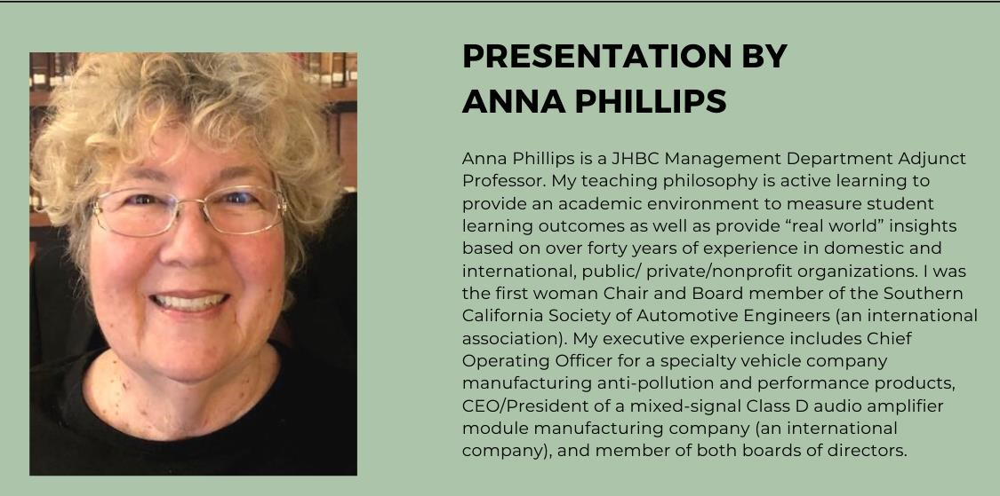 PRESENTATION BY
ANNA PHILLIPS
Anna Phillips is a JHBC Management Department Adjunct
Professor. My teaching philosophy is active learning to
provide an academic environment to measure student
learning outcomes as well as provide “real world” insights
based on over forty years of experience in domestic and
international, public/ private/nonprofit organizations. I was
the first woman Chair and Board member of the Southern
California Society of Automotive Engineers (an international
association). My executive experience includes Chief
Operating Officer for a specialty vehicle company
manufacturing anti-pollution and performance products,
CEO/President of a mixed-signal Class D audio amplifier
module manufacturing company (an international
company), and member of both boards of directors.